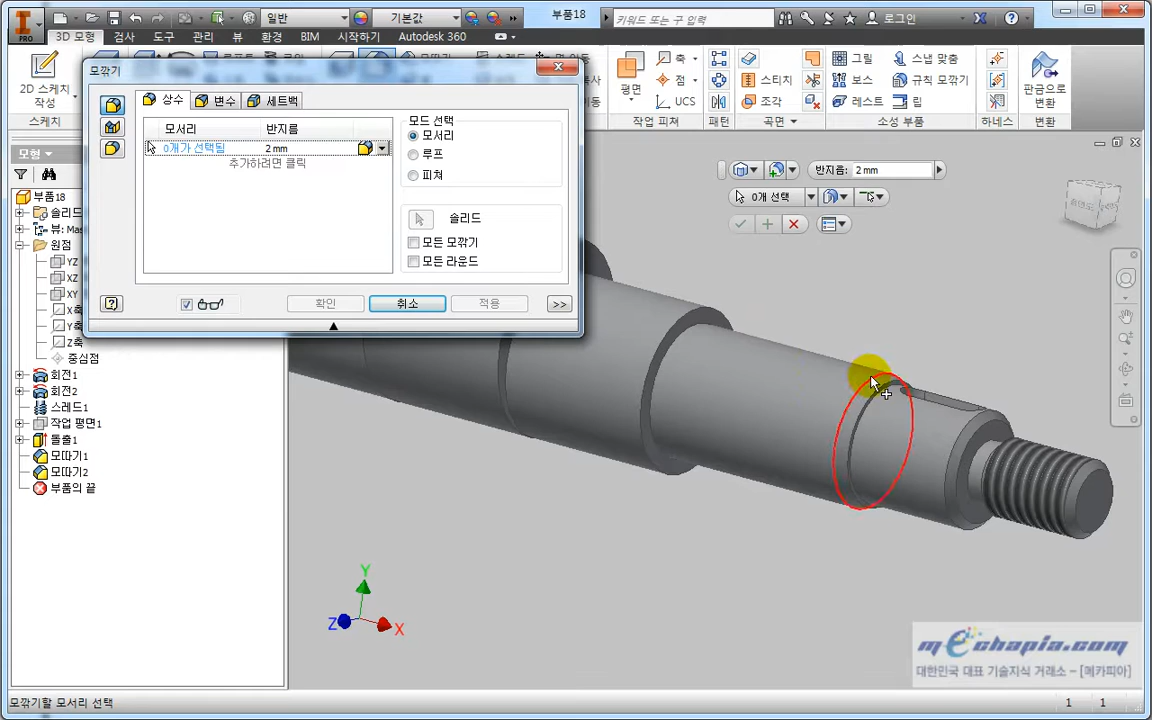 PRO
일반
기본값
부품18
키워드 또는 구 입력
로그인
3D 모형
검사
도구
관리
뷰
환경
BIM
시작하기
Autodesk 360
2D 스케치
작성
스케치
평면
축
점
UCS
작업 피쳐
패턴
스티치
조각
곡면
그릴
보스
레스트
스냅 맞춤
규칙 모깎기
립
소성 부품
하네스
판금으로
변환
변환
모깎기
상수
변수
세트백
모서리
반지름
0개가 선택됨
2 mm
추가하려면 클릭
모드 선택
모서리
루프
피쳐
솔리드
모든 모깎기
모든 라운드
확인
취소
적용
>>
반지름: 2 mm
0개 선택
모형
부품18
솔리드
뷰: Mas
원점
YZ
XZ
XY
X축
Y축
Z축
중심점
회전1
회전2
스레드1
작업 평면1
돌출1
모따기1
모따기2
부품의 끝
Y
Z
X
mechapia.com
대한민국 대표 기술지식 거래소 - [메카피아]
모깎기할 모서리 선택
1
1